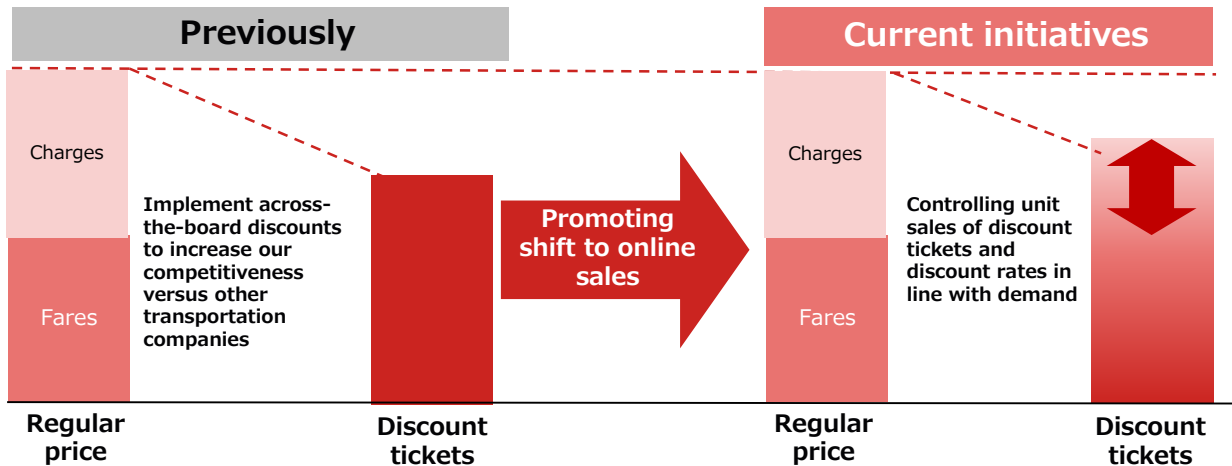 Previously
Charges
Fares
Implement across-
the-board discounts
to increase our
competitiveness
versus other
transportation
companies
Regular
price
Discount
tickets
Promoting
shift to online
sales
Current initiatives
Charges
Fares
Controlling unit
sales of discount
tickets and
discount rates in
line with demand
Regular
price
Discount
tickets